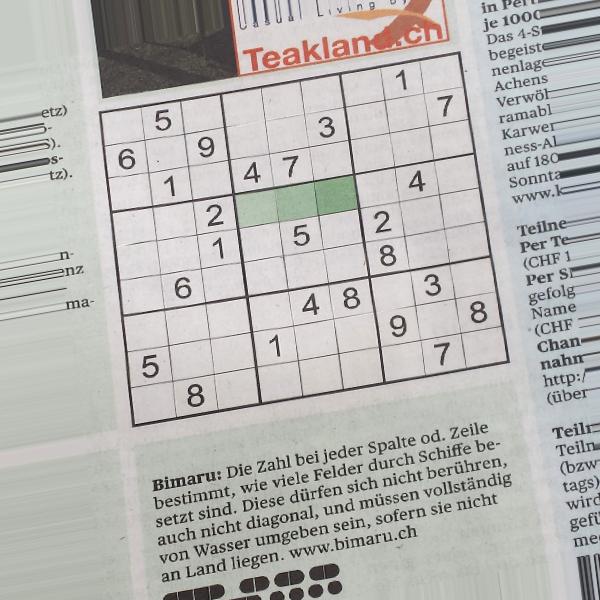 Casual Living by
Teakland.ch
5 1
6 9 3 7
1 4 7
2 4
1 5 2
6 8
4 8 3
5 1 9 8
8 7
Bimaru: Die Zahl bei jeder Spalte od. Zeile
bestimmt, wie viele Felder durch Schiffe be-
setzt sind. Diese dürfen sich nicht berühren,
auch nicht diagonal, und müssen vollständig
von Wasser umgeben sein, sofern sie nicht
an Land liegen. www.bimaru.ch
etz)
).
s-
tz).
n-
nz
ma-
je 1000
Das 4-S
begeist
nenlag
Achens
Verwöl
ramabl
Karwer
ness-Al
auf 180
Sonnta
www.k
Teilne
Per Te
(CHF 1
Per S
gefolg
Name
(CHF
Chan
nahn
http:/
(über
Teiln
Teiln
(bzw
tags)
wird
gefü
me